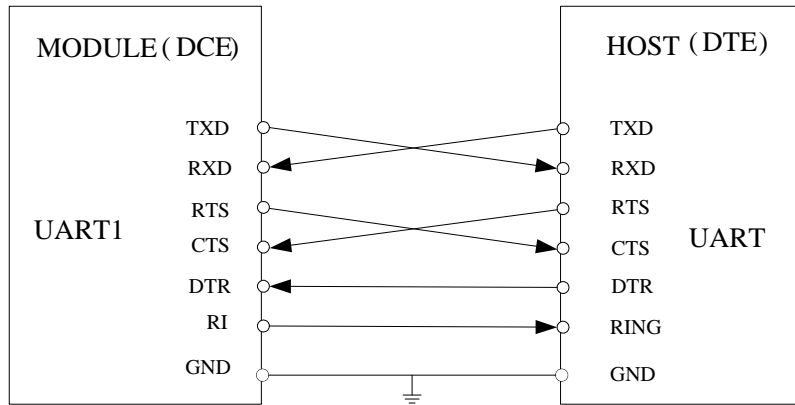 MODULE (DCE)
HOST (DTE)
TXD
TXD
RXD
RXD
RTS
RTS
UART1
UART
CTS
CTS
DTR
DTR
RI
RING
GND
GND